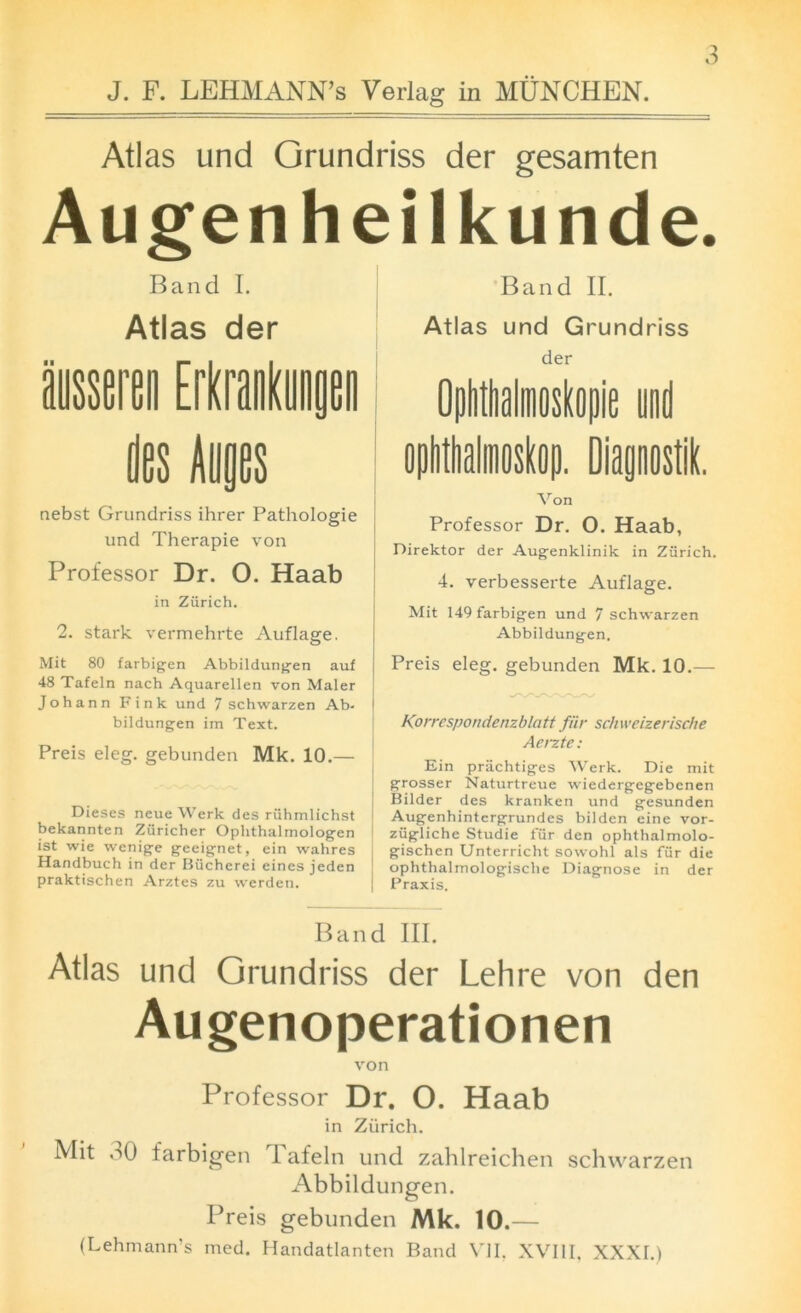 3
J. F. LEHMANN's Verlag in MÜNCHEN.
Atlas und Grundriss der gesamten
Augenheilkunde.
Band I.
Atlas der
äusseren Erkrankungen
des Auges
nebst Grundriss ihrer Pathologie
und Therapie von
Professor Dr. O. Haab
in Zürich.
2. stark vermehrte Auflage.
Mit 80 farbigen Abbildungen auf
48 Tafeln nach Aquarellen von Maler
Johann Fink und 7 schwarzen Ab-
bildungen im Text.
Preis eleg. gebunden Mk. 10.—
Dieses neue Werk des rühmlichst
bekannten Züricher Ophthalmologen
ist wie wenige geeignet, ein wahres
Handbuch in der Bücherei eines jeden
praktischen Arztes zu werden.
Band II.
Atlas und Grundriss
der
Ophthalmoskopie und
ophthalmoskop. Diagnostik.
Von
Professor Dr. O. Haab,
Direktor der Augenklinik in Zürich.
4. verbesserte Auflage.
Mit 149 farbigen und 7 schwarzen
Abbildungen.
Preis eleg. gebunden Mk. 10.—
Korrespondenzblatt für schweizerische
Aerzte:
Ein prächtiges Werk. Die mit
grosser Naturtreue wiedergegebenen
Bilder des kranken und gesunden
Augenhintergrundes bilden eine vor-
zügliche Studie für den ophthalmolo-
gischen Unterricht sowohl als für die
ophthalmologische Diagnose in der
Praxis.
Band III.
Atlas und Grundriss der Lehre von den
Augenoperationen
von
Professor Dr. O. Haab
in Zürich.
Mit 30 farbigen Tafeln und zahlreichen schwarzen
Abbildungen.
Preis gebunden Mk. 10.—
(Lehmann's med. Handatlanten Band VII, XVIII, XXXI.)